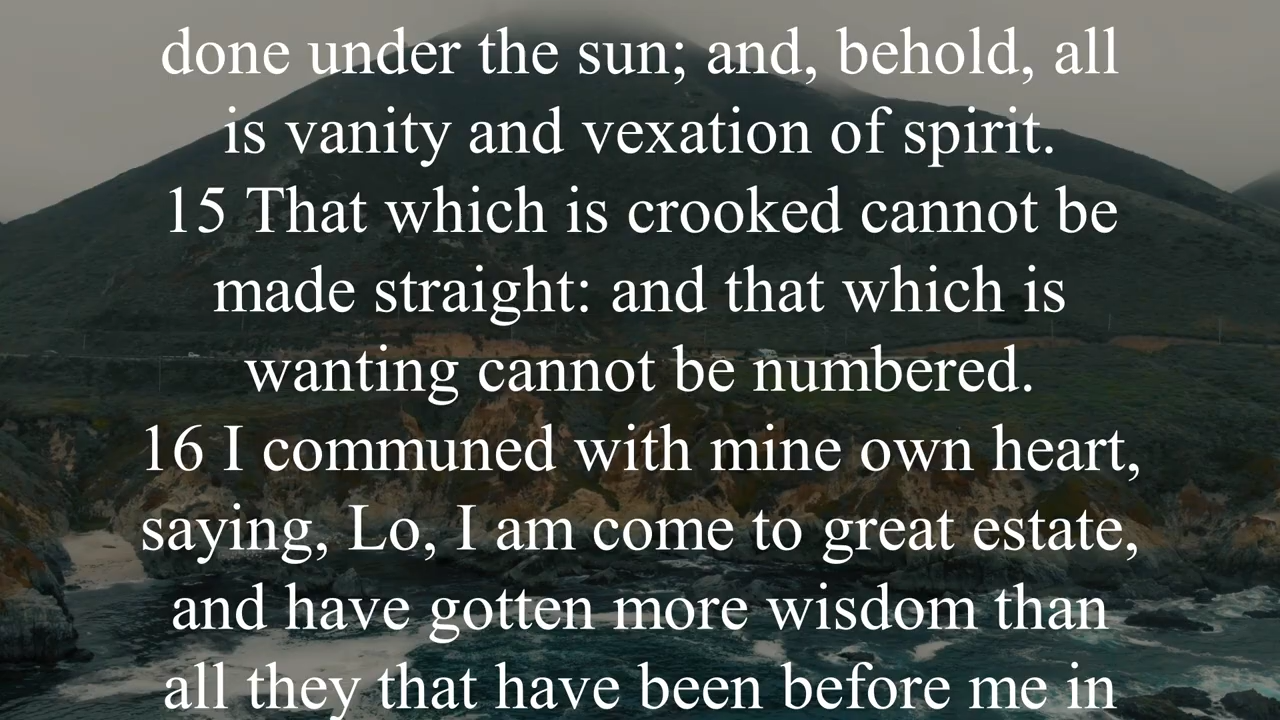 done under the sun; and, behold, all
is vanity and vexation of spirit.
15 That which is crooked cannot be
made straight: and that which is
wanting cannot be numbered.
16 I communed with mine own heart,
saying, Lo, I am come to great estate,
and have gotten more wisdom than
all they that have been before me in